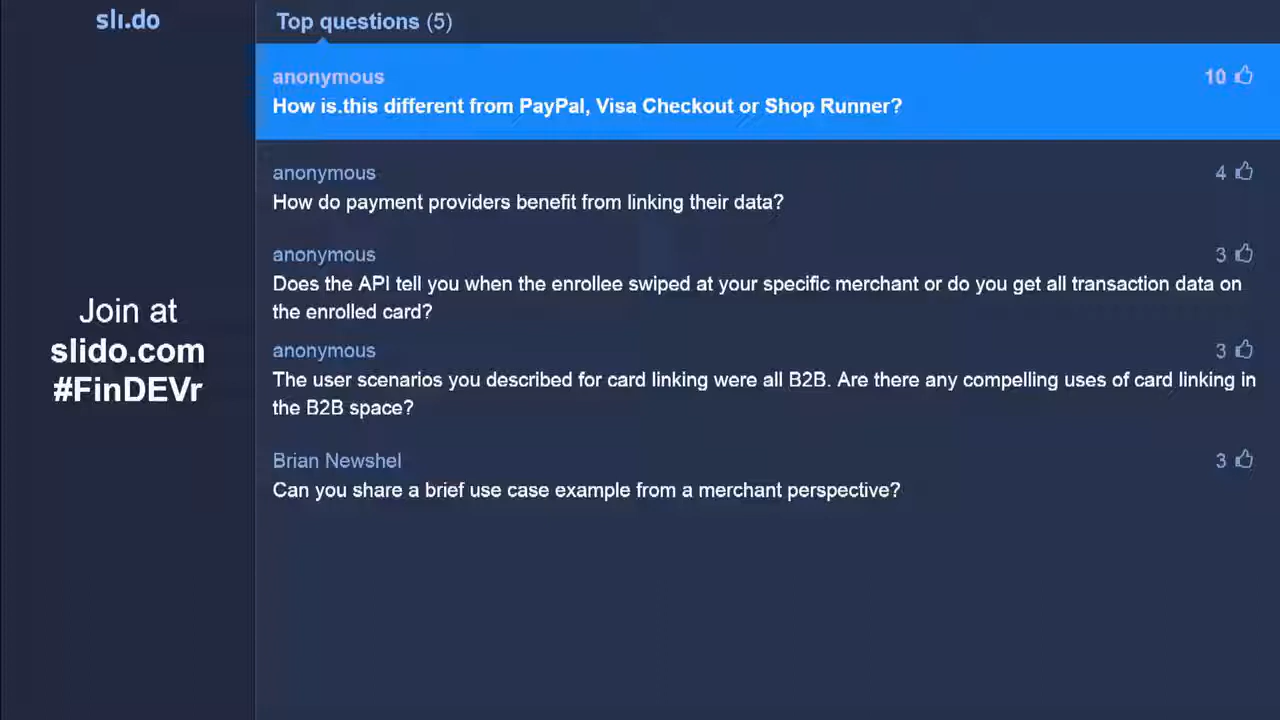 slı.do
Top questions (5)
anonymous
10
How is.this different from PayPal, Visa Checkout or Shop Runner?
anonymous
4
How do payment providers benefit from linking their data?
anonymous
3
Does the API tell you when the enrollee swiped at your specific merchant or do you get all transaction data on
the enrolled card?
anonymous
3
The user scenarios you described for card linking were all B2B. Are there any compelling uses of card linking in
the B2B space?
Brian Newshel
3
Can you share a brief use case example from a merchant perspective?
Join at
slido.com
#FinDEVr